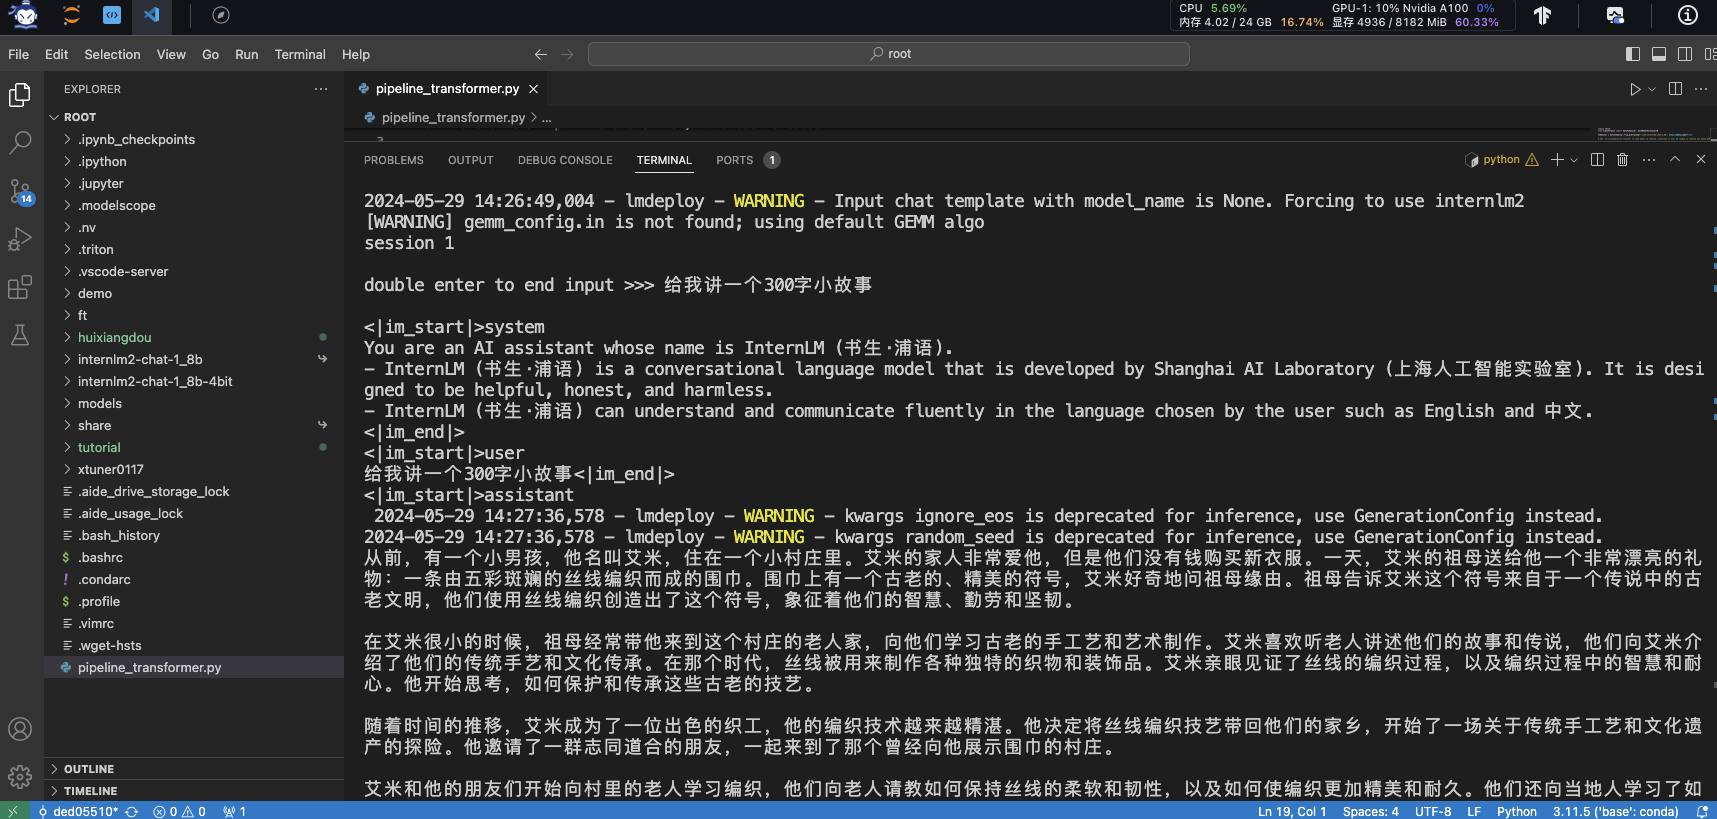 CPU 5.69% GPU-1: 10% Nvidia A100 0%
内存 4.02 / 24 GB 16.74% 显存 4936 / 8182 MiB 60.33%
File Edit Selection View Go Run Terminal Help
root
EXPLORER
ROOT
.ipynb_checkpoints
.ipython
.jupyter
.modelscope
.nv
.triton
.vscode-server
demo
ft
huixiangdou
internlm2-chat-1_8b
internlm2-chat-1_8b-4bit
models
share
tutorial
xtuner0117
.aide_drive_storage_lock
.aide_usage_lock
.bash_history
$ .bashrc
! .condarc
$ .profile
.vimrc
.wget-hsts
pipeline_transformer.py
OUTLINE
TIMELINE
14
pipeline_transformer.py
pipeline_transformer.py > ...
PROBLEMS OUTPUT DEBUG CONSOLE TERMINAL PORTS 1
python
2024-05-29 14:26:49,004 - lmdeploy - WARNING - Input chat template with model_name is None. Forcing to use internlm2
[WARNING] gemm_config.in is not found; using default GEMM algo
session 1
double enter to end input >>> 给我讲一个300字小故事
<|im_start|>system
You are an AI assistant whose name is InternLM (书生·浦语).
- InternLM (书生·浦语) is a conversational language model that is developed by Shanghai AI Laboratory (上海人工智能实验室). It is desi
gned to be helpful, honest, and harmless.
- InternLM (书生·浦语) can understand and communicate fluently in the language chosen by the user such as English and 中文.
<|im_end|>
<|im_start|>user
给我讲一个300字小故事<|im_end|>
<|im_start|>assistant
2024-05-29 14:27:36,578 - lmdeploy - WARNING - kwargs ignore_eos is deprecated for inference, use GenerationConfig instead.
2024-05-29 14:27:36,578 - lmdeploy - WARNING - kwargs random_seed is deprecated for inference, use GenerationConfig instead.
从前，有一个小男孩，他名叫艾米，住在一个小村庄里。艾米的家人非常爱他，但是他们没有钱购买新衣服。一天，艾米的祖母送给他一个非常漂亮的礼
物：一条由五彩斑斓的丝线编织而成的围巾。围巾上有一个古老的、精美的符号，艾米好奇地问祖母缘由。祖母告诉艾米这个符号来自于一个传说中的古
老文明，他们使用丝线编织创造出了这个符号，象征着他们的智慧、勤劳和坚韧。
在艾米很小的时候，祖母经常带他来到这个村庄的老人家，向他们学习古老的手工艺和艺术制作。艾米喜欢听老人讲述他们的故事和传说，他们向艾米介
绍了他们的传统手艺和文化传承。在那个时代，丝线被用来制作各种独特的织物和装饰品。艾米亲眼见证了丝线的编织过程，以及编织过程中的智慧和耐
心。他开始思考，如何保护和传承这些古老的技艺。
随着时间的推移，艾米成为了一位出色的织工，他的编织技术越来越精湛。他决定将丝线编织技艺带回他们的家乡，开始了一场关于传统手工艺和文化遗
产的探险。他邀请了一群志同道合的朋友，一起来到了那个曾经向他展示围巾的村庄。
艾米和他的朋友们开始向村里的老人学习编织，他们向老人请教如何保持丝线的柔软和韧性，以及如何使编织更加精美和耐久。他们还向当地人学习了如
ded05510* 0 0 1 Ln 19, Col 1 Spaces: 4 UTF-8 LF Python 3.11.5 ('base': conda)